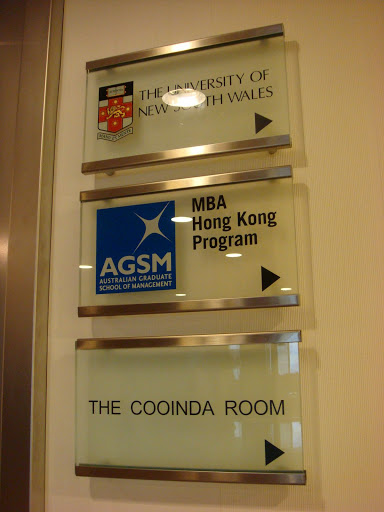 THE UNIVERSITY OF
NEW SOUTH WALES
AGSM
AUSTRALIAN GRADUATE
SCHOOL OF MANAGEMENT
MBA
Hong Kong
Program
THE COOINDA ROOM